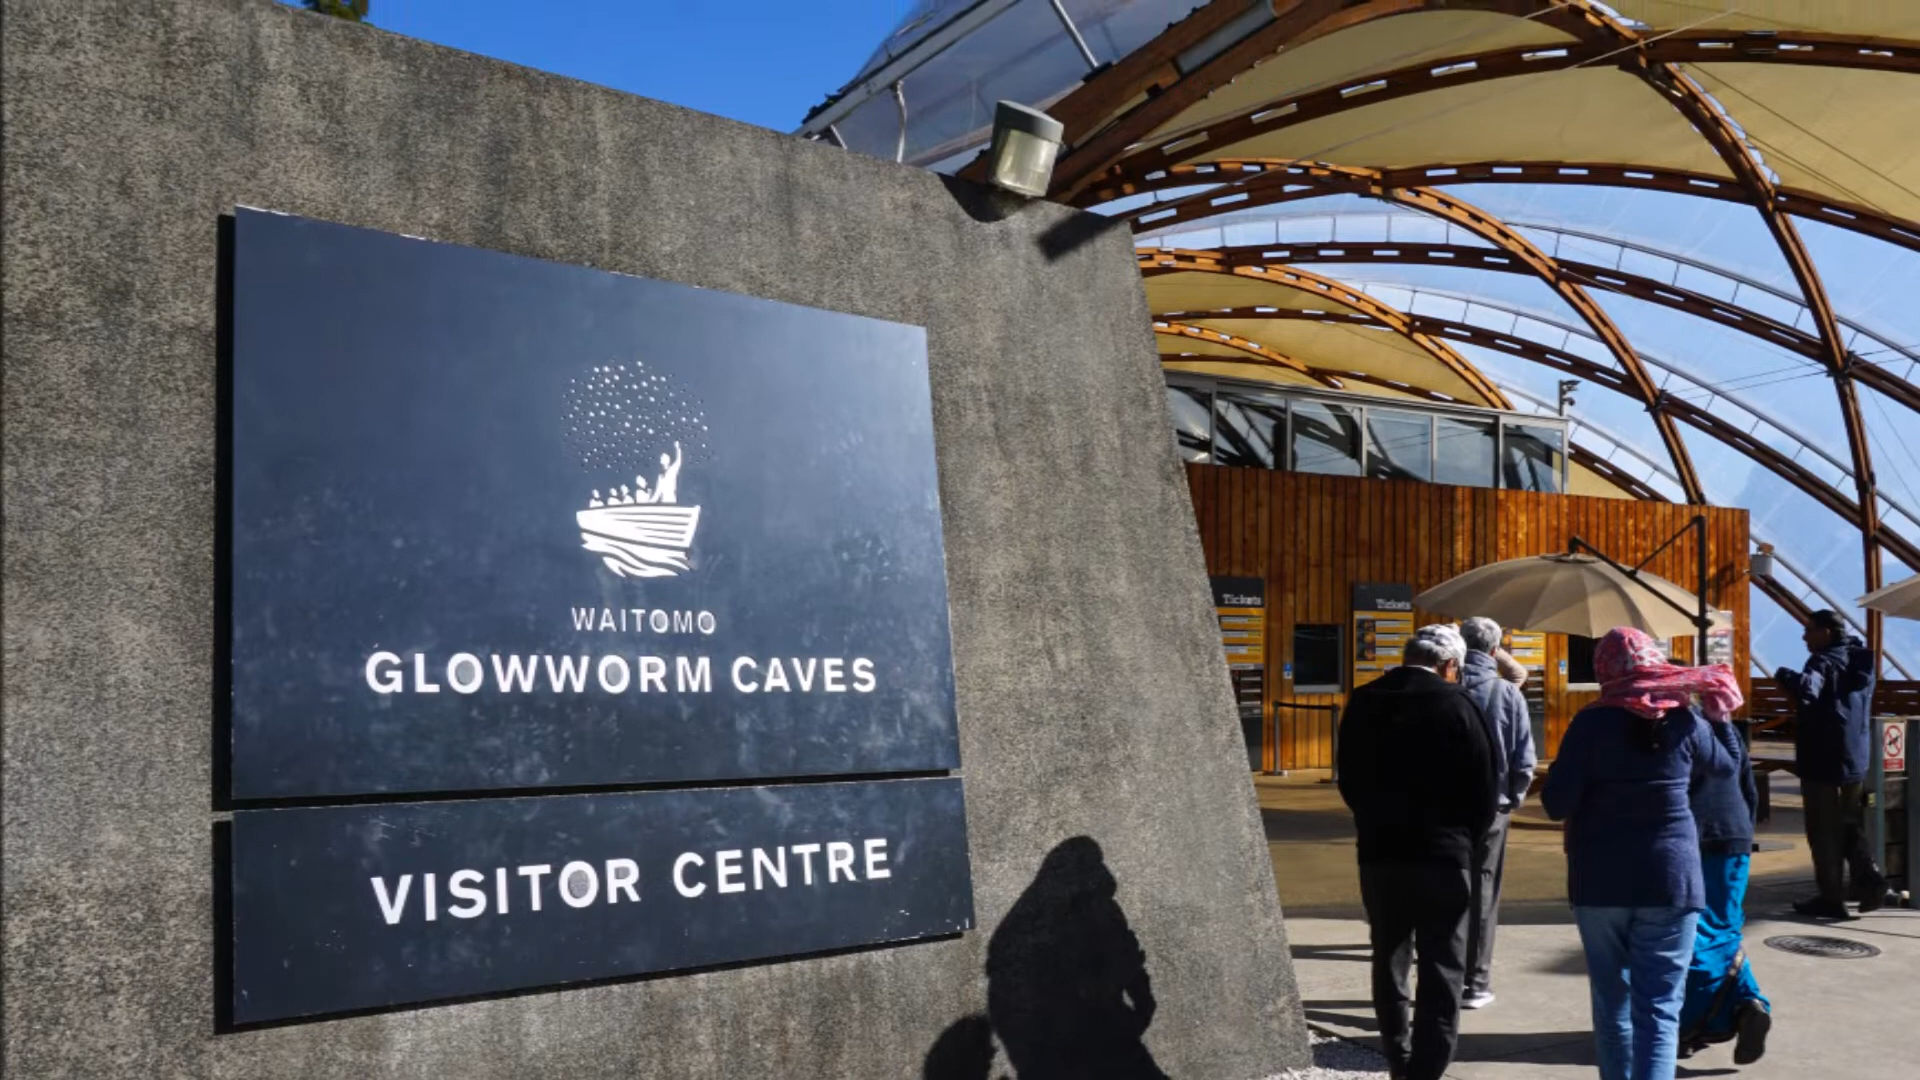 WAITOMO
GLOWWORM CAVES
VISITOR CENTRE
Tickets
Tickets